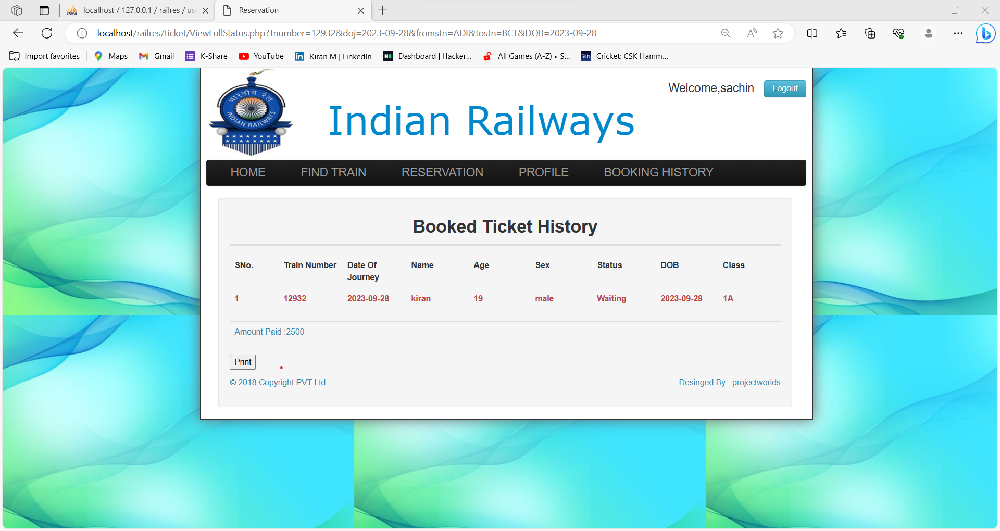 localhost / 127.0.0.1 / railres / us
Reservation
localhost/railres/ticket/ViewFullStatus.php?Tnumber=12932&doj=2023-09-28&fromstn=ADI&tostn=BCT&DOB=2023-09-28
Import favorites Maps Gmail K-Share YouTube Kiran M | LinkedIn Dashboard | Hacker... All Games (A-Z) » S... Cricket: CSK Hamm...
भारतीय रेल
INDIAN RAILWAYS
Welcome,sachin Logout
Indian Railways
HOME FIND TRAIN RESERVATION PROFILE BOOKING HISTORY
Booked Ticket History
SNo. Train Number Date Of Journey Name Age Sex Status DOB Class
1 12932 2023-09-28 kiran 19 male Waiting 2023-09-28 1A
Amount Paid :2500
Print
© 2018 Copyright PVT Ltd. Desinged By : projectworlds